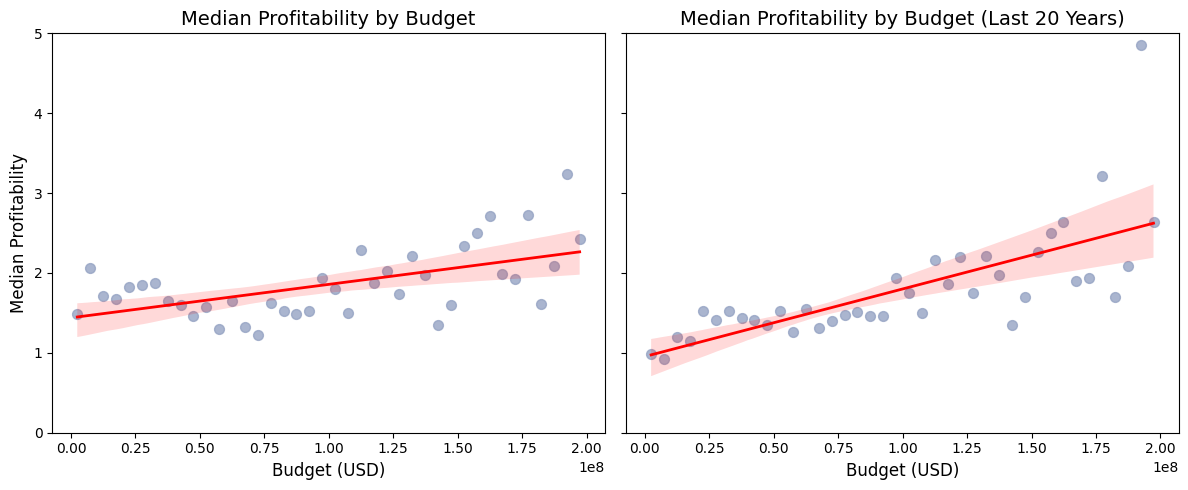 Median Profitability by Budget
Median Profitability by Budget (Last 20 Years)
5
4
3
2
1
0
Median Profitability
0.00 0.25 0.50 0.75 1.00 1.25 1.50 1.75 2.00
1e8
Budget (USD)
0.00 0.25 0.50 0.75 1.00 1.25 1.50 1.75 2.00
1e8
Budget (USD)